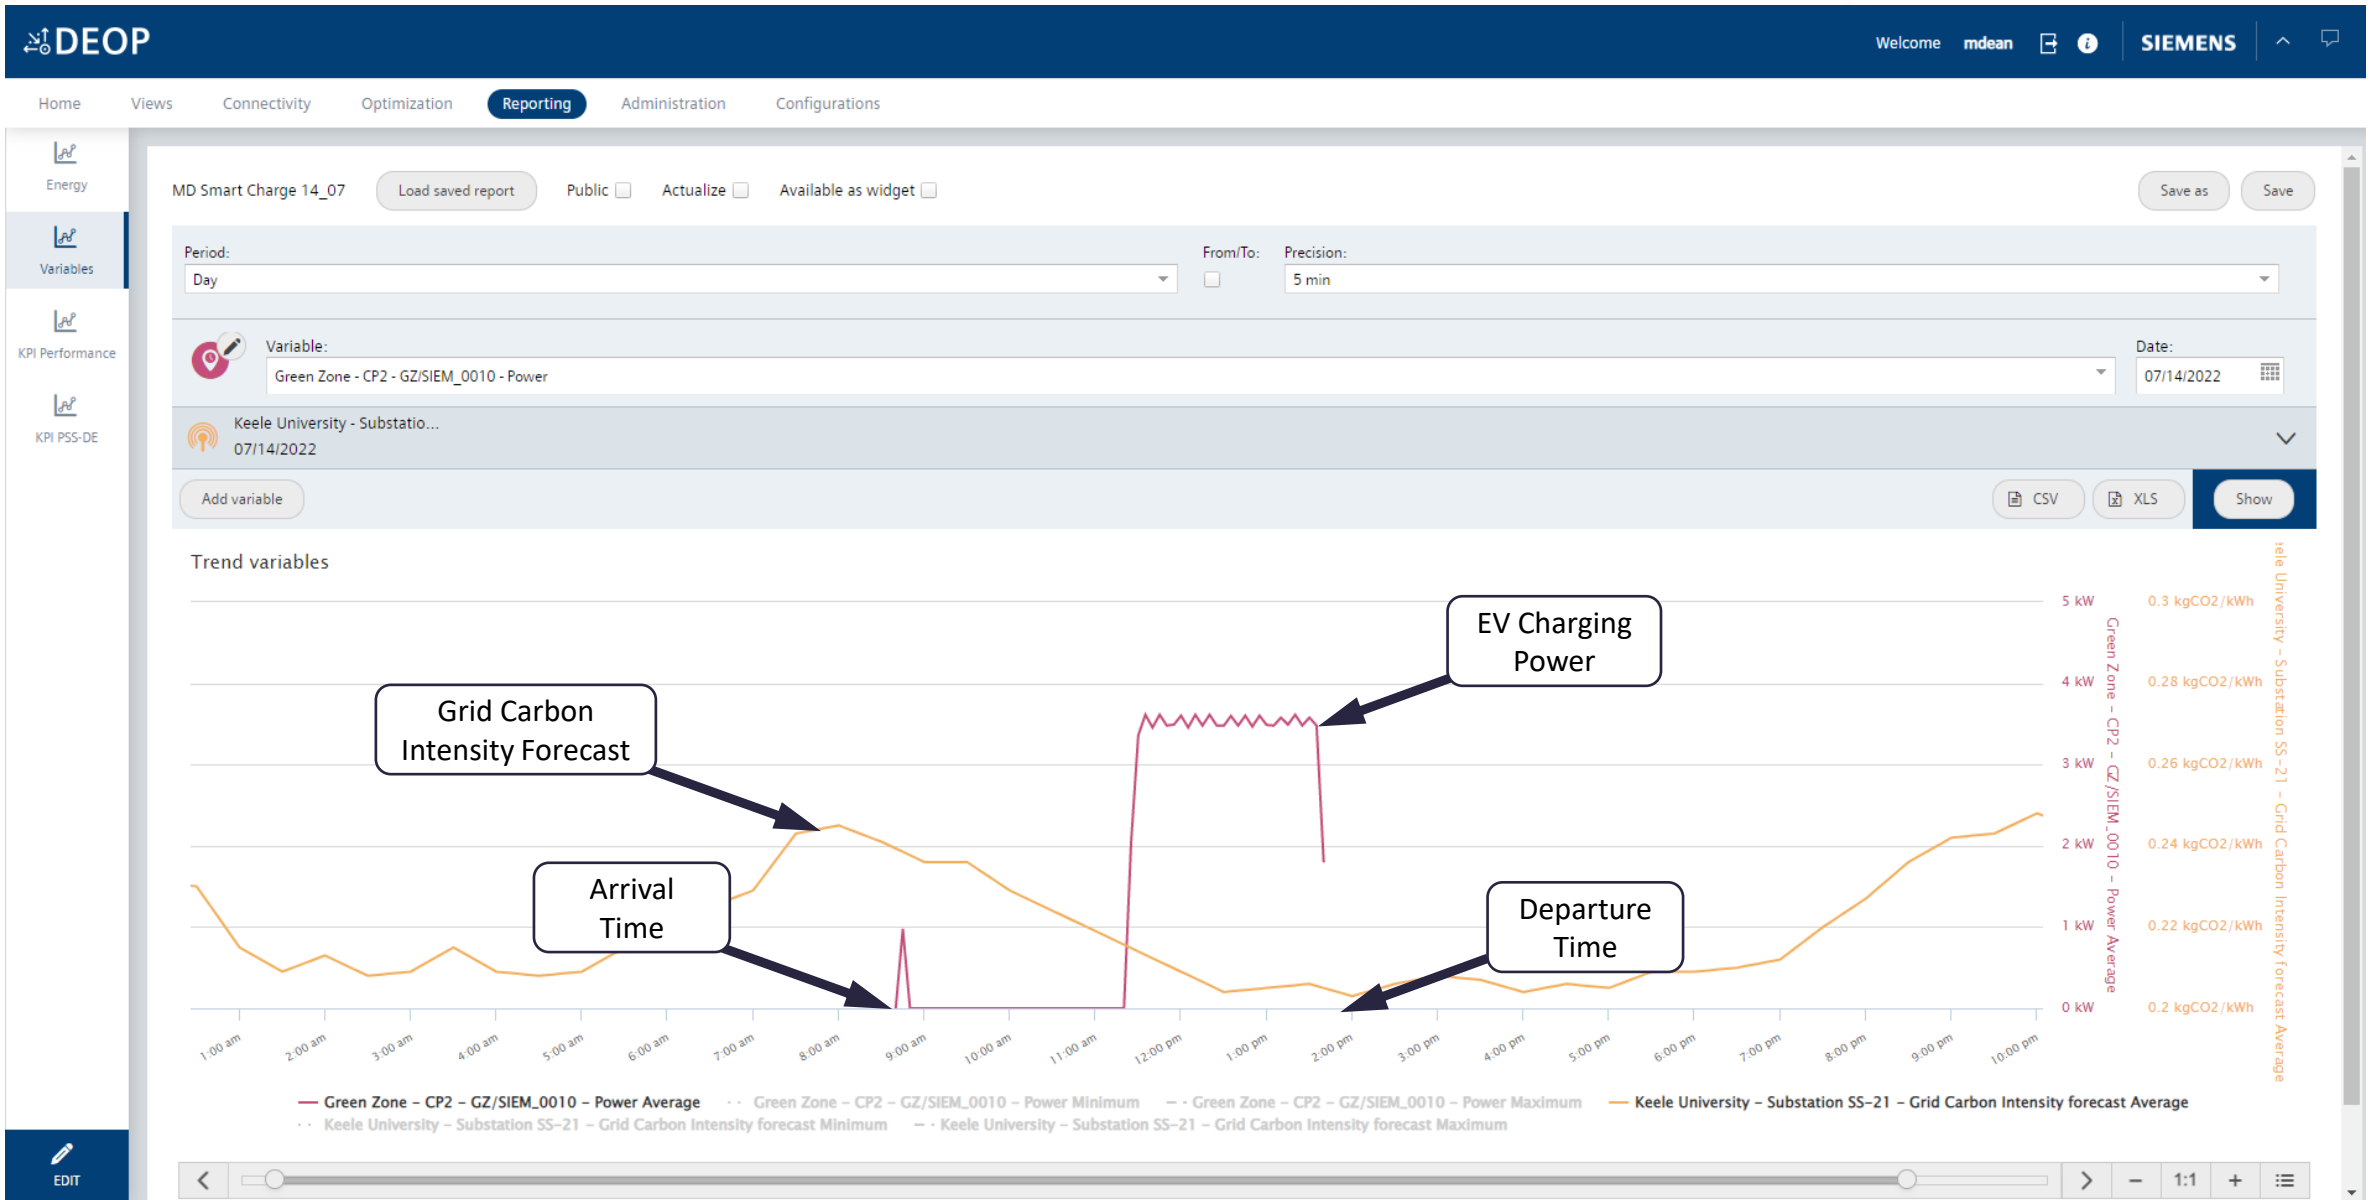 DEOP
Welcome mdean
SIEMENS
Home Views Connectivity Optimization Reporting Administration Configurations
Energy
Variables
KPI Performance
KPI PSS-DE
EDIT
MD Smart Charge 14_07 Load saved report Public Actualize Available as widget Save as Save
Period: From/To: Precision:
Day 5 min
Variable: Date:
Green Zone - CP2 - GZ/SIEM_0010 - Power 07/14/2022
Keele University - Substatio...
07/14/2022
Add variable CSV XLS Show
Trend variables
EV Charging
Power
Grid Carbon
Intensity Forecast
Arrival
Time
Departure
Time
5 kW
4 kW
3 kW
2 kW
1 kW
0 kW
Green Zone – CP2 – GZ/SIEM_0010 – Power Average
0.3 kgCO2/kWh
0.28 kgCO2/kWh
0.26 kgCO2/kWh
0.24 kgCO2/kWh
0.22 kgCO2/kWh
0.2 kgCO2/kWh
ele University – Substation SS-21 – Grid Carbon Intensity forecast Average
1:00 am 2:00 am 3:00 am 4:00 am 5:00 am 6:00 am 7:00 am 8:00 am 9:00 am 10:00 am 11:00 am 12:00 pm 1:00 pm 2:00 pm 3:00 pm 4:00 pm 5:00 pm 6:00 pm 7:00 pm 8:00 pm 9:00 pm 10:00 pm
Green Zone – CP2 – GZ/SIEM_0010 – Power Average Green Zone – CP2 – GZ/SIEM_0010 – Power Minimum Green Zone – CP2 – GZ/SIEM_0010 – Power Maximum Keele University – Substation SS-21 – Grid Carbon Intensity forecast Average
Keele University – Substation SS-21 – Grid Carbon Intensity forecast Minimum Keele University – Substation SS-21 – Grid Carbon Intensity forecast Maximum
1:1